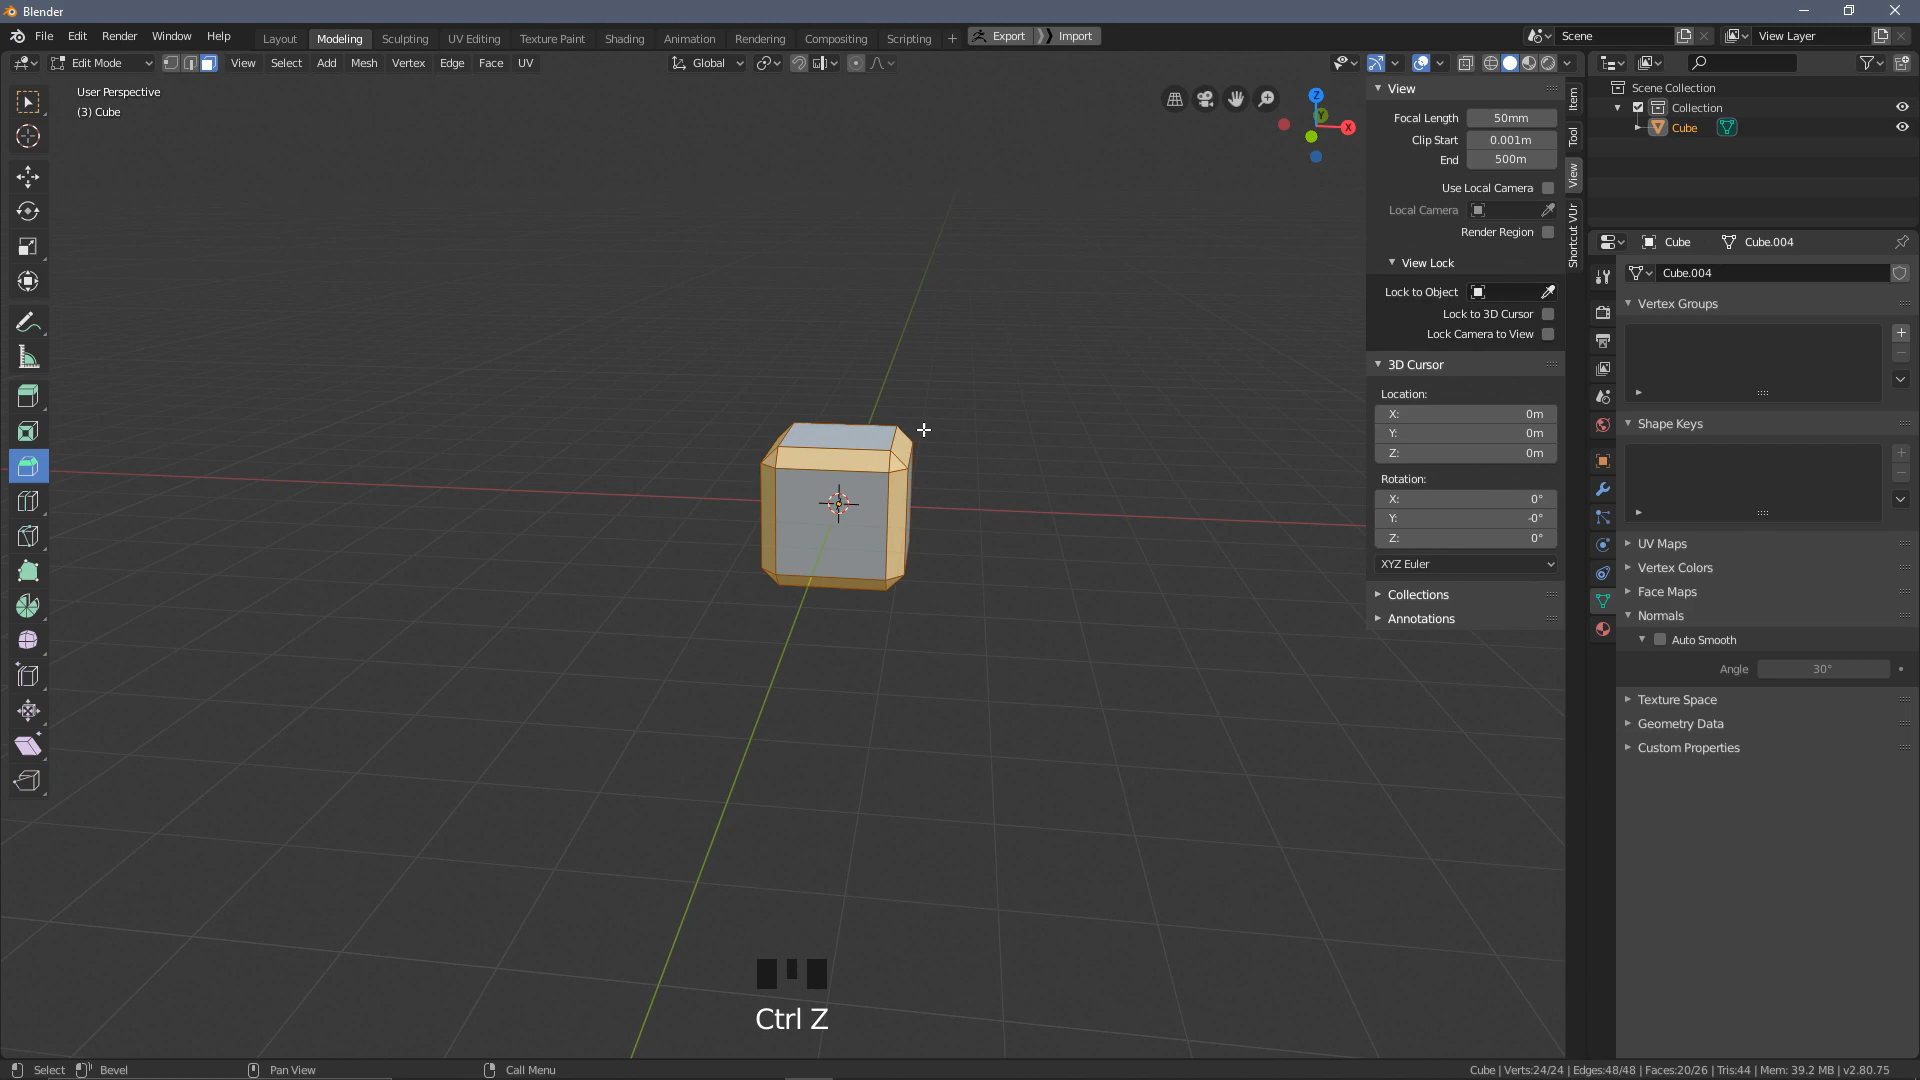 Blender
File Edit Render Window Help
Layout Modeling Sculpting UV Editing Texture Paint Shading Animation Rendering Compositing Scripting + Export Import
Scene
View Layer
Edit Mode View Select Add Mesh Vertex Edge Face UV
Global
User Perspective
(3) Cube
Z
Y
X
View
Focal Length 50mm
Clip Start 0.001m
End 500m
Use Local Camera
Local Camera
Render Region
View Lock
Lock to Object
Lock to 3D Cursor
Lock Camera to View
3D Cursor
Location:
X: 0m
Y: 0m
Z: 0m
Rotation:
X: 0°
Y: -0°
Z: 0°
XYZ Euler
Collections
Annotations
Item
Tool
View
Shortcut VUr
Scene Collection
Collection
Cube
Cube Cube.004
Cube.004
Vertex Groups
Shape Keys
UV Maps
Vertex Colors
Face Maps
Normals
Auto Smooth
Angle 30°
Texture Space
Geometry Data
Custom Properties
Ctrl Z
Select Bevel Pan View Call Menu
Cube | Verts:24/24 | Edges:48/48 | Faces:20/26 | Tris:44 | Mem: 39.2 MB | v2.80.75